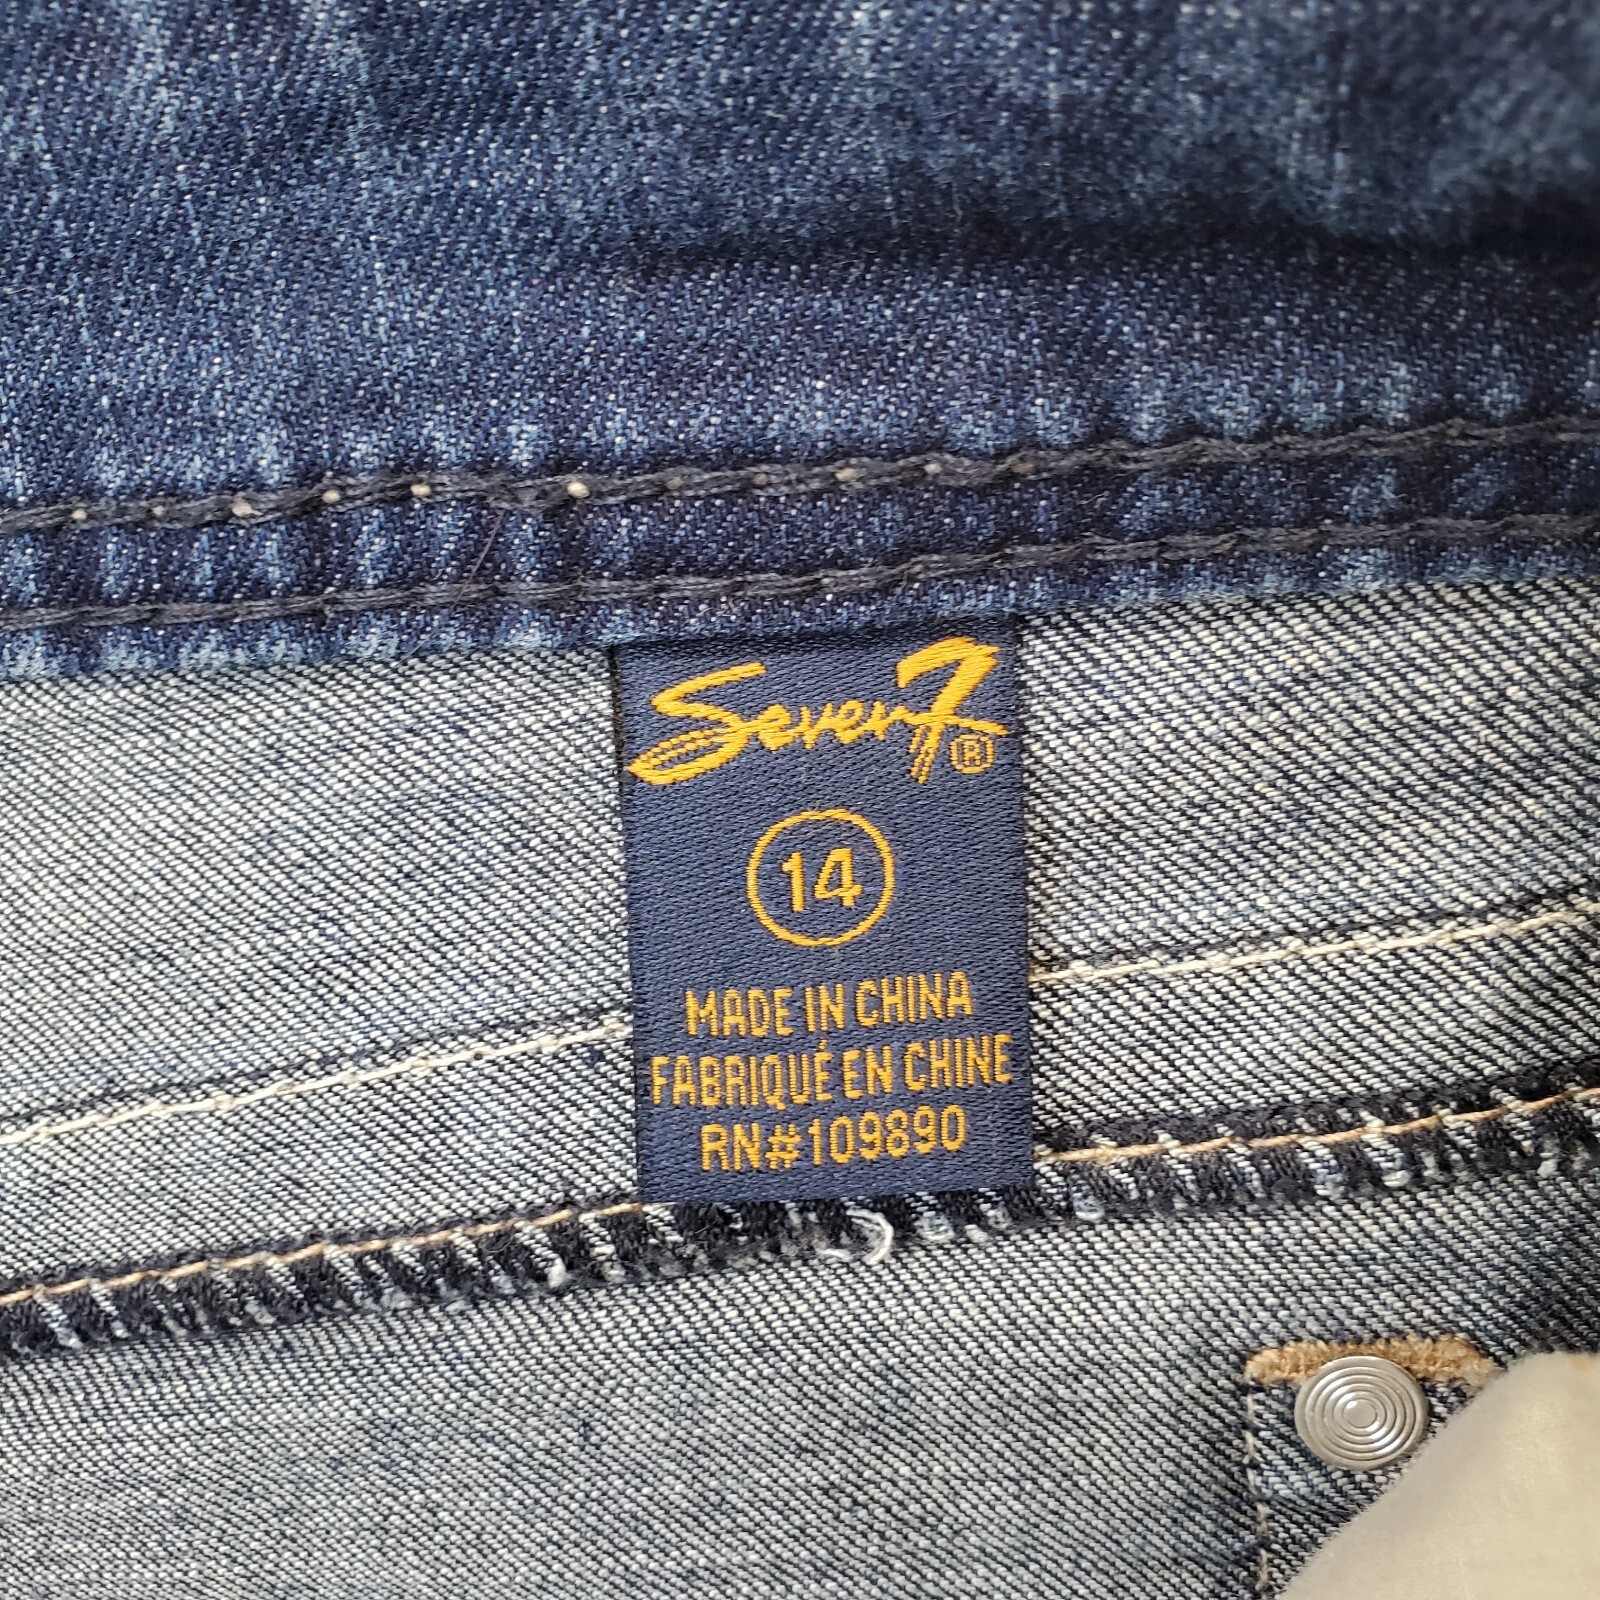 Seven7®
14
MADE IN CHINA
FABRIQUÉ EN CHINE
RN#109890